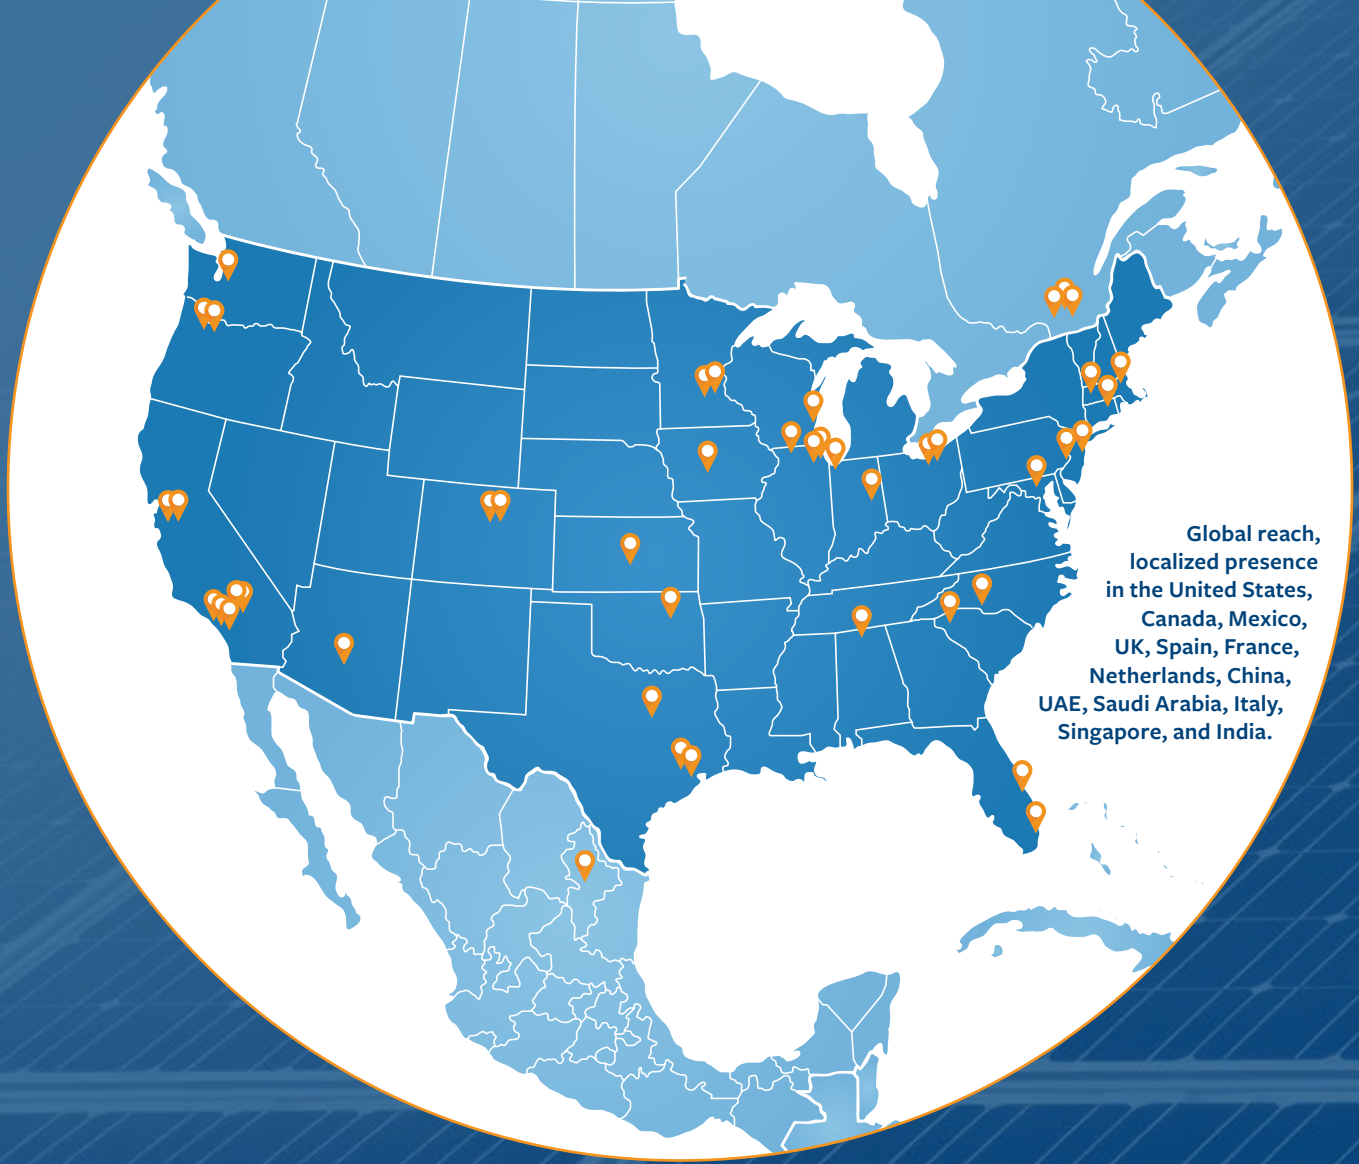 Global reach,
localized presence
in the United States,
Canada, Mexico,
UK, Spain, France,
Netherlands, China,
UAE, Saudi Arabia, Italy,
Singapore, and India.